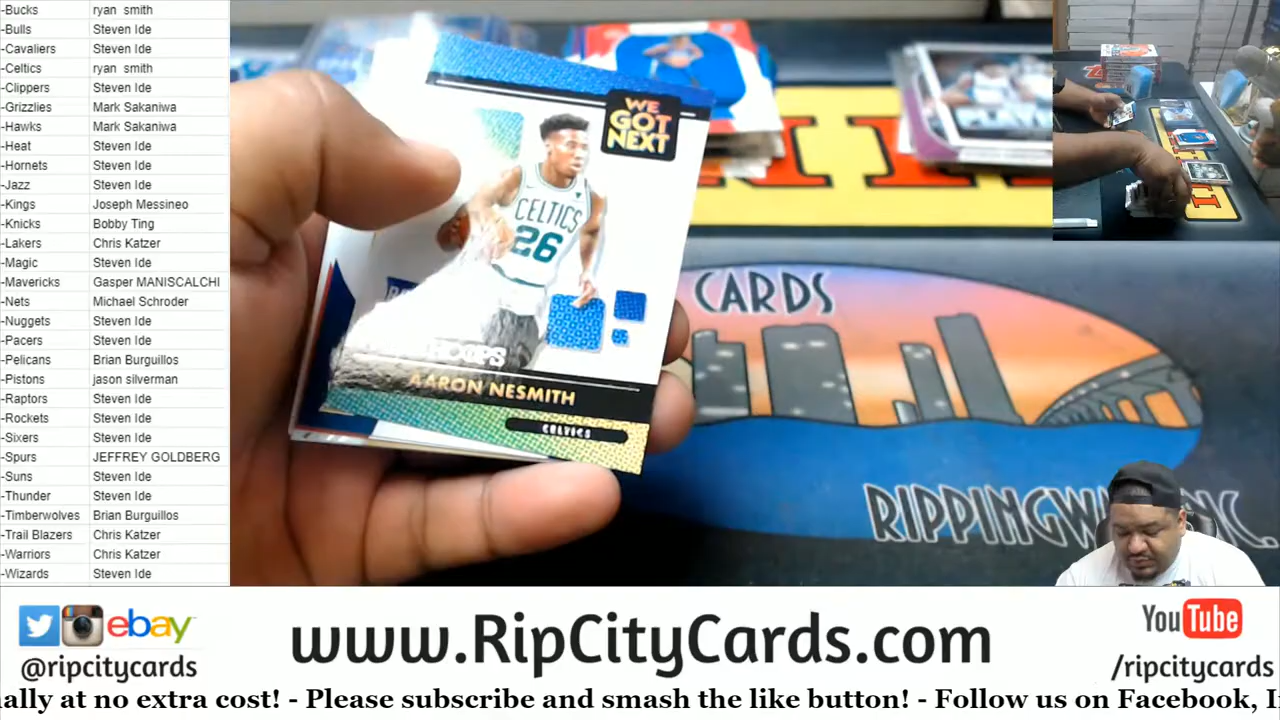 -Bucks ryan smith
-Bulls Steven Ide
-Cavaliers Steven Ide
-Celtics ryan smith
-Clippers Steven Ide
-Grizzlies Mark Sakaniwa
-Hawks Mark Sakaniwa
-Heat Steven Ide
-Hornets Steven Ide
-Jazz Steven Ide
-Kings Joseph Messineo
-Knicks Bobby Ting
-Lakers Chris Katzer
-Magic Steven Ide
-Mavericks Gasper MANISCALCHI
-Nets Michael Schroder
-Nuggets Steven Ide
-Pacers Steven Ide
-Pelicans Brian Burguillos
-Pistons jason silverman
-Raptors Steven Ide
-Rockets Steven Ide
-Sixers Steven Ide
-Spurs JEFFREY GOLDBERG
-Suns Steven Ide
-Thunder Steven Ide
-Timberwolves Brian Burguillos
-Trail Blazers Chris Katzer
-Warriors Chris Katzer
-Wizards Steven Ide
WE
GOT
NEXT
CELTICS
26
HOOPS
AARON NESMITH
CELTICS
CARDS
ebay
@ripcitycards
www.RipCityCards.com
YouTube
/ripcitycards
nally at no extra cost! - Please subscribe and smash the like button! - Follow us on Facebook,